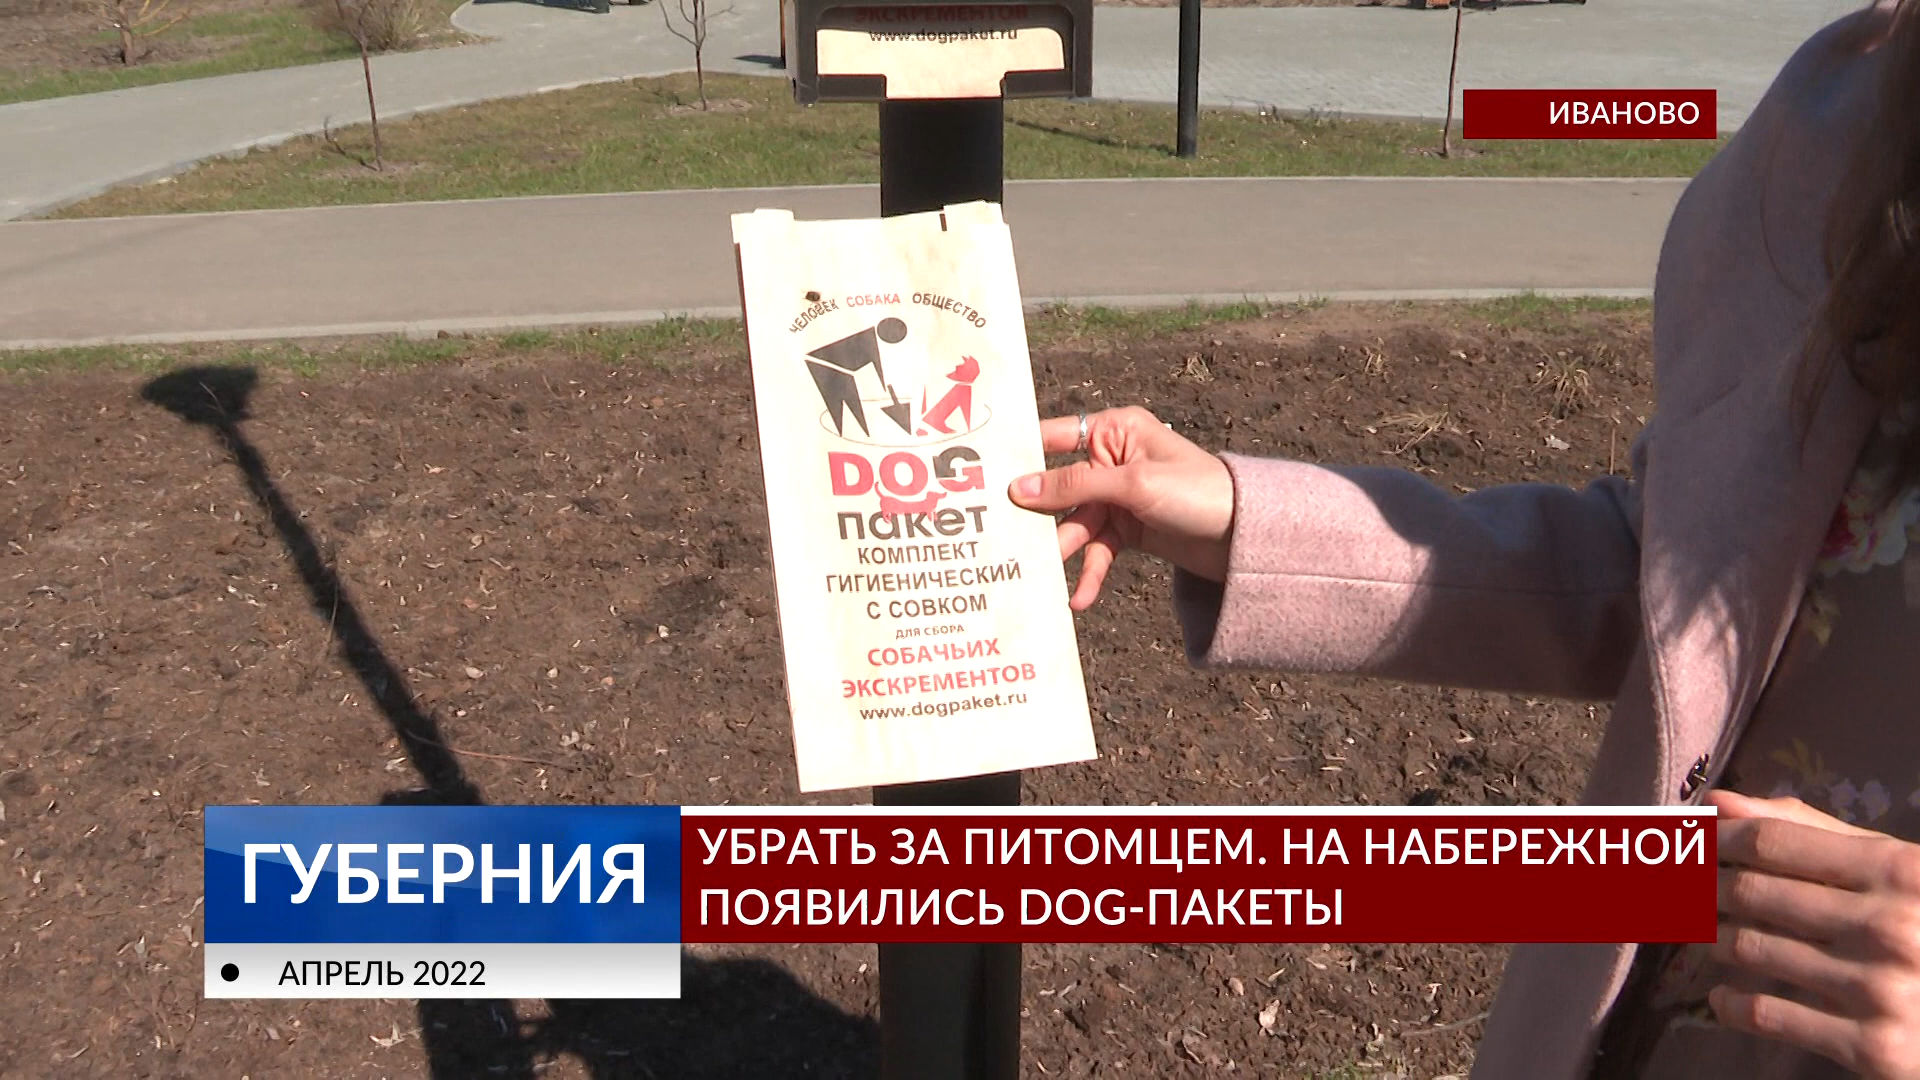 ЭКСКРЕМЕНТОВ
www.dogpaket.ru
ИВАНОВО
ЧЕЛОВЕК СОБАКА ОБЩЕСТВО
DOG
пакет
КОМПЛЕКТ
ГИГИЕНИЧЕСКИЙ
С СОВКОМ
ДЛЯ СБОРА
СОБАЧЬИХ
ЭКСКРЕМЕНТОВ
www.dogpaket.ru
ГУБЕРНИЯ
УБРАТЬ ЗА ПИТОМЦЕМ. НА НАБЕРЕЖНОЙ
ПОЯВИЛИСЬ DOG-ПАКЕТЫ
АПРЕЛЬ 2022